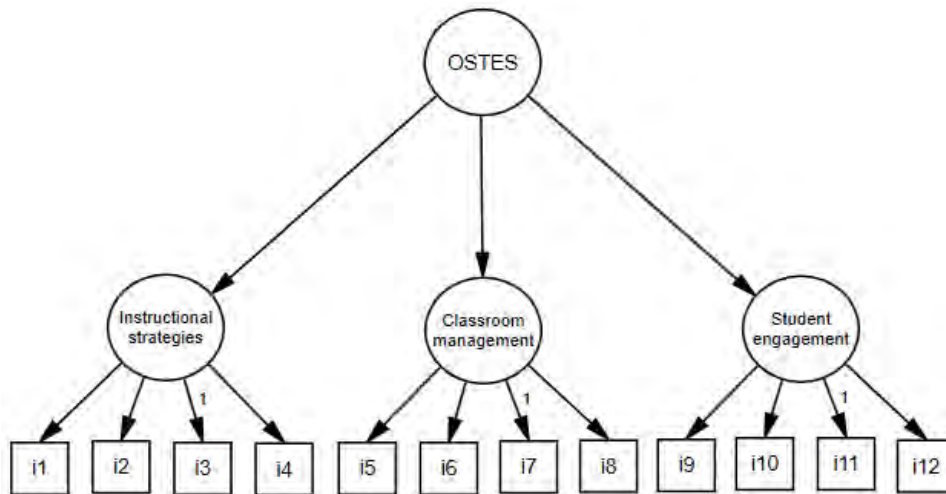 OSTES
Instructional
strategies
Classroom
management
Student
engagement
1
1
1
i1
i2
i3
i4
i5
i6
i7
i8
i9
i10
i11
i12